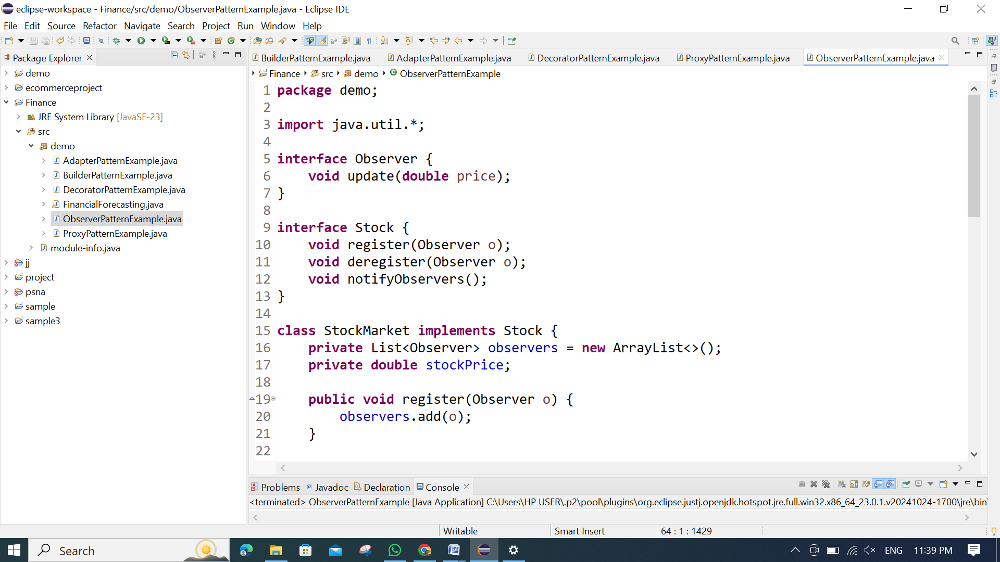 eclipse-workspace - Finance/src/demo/ObserverPatternExample.java - Eclipse IDE
File Edit Source Refactor Navigate Search Project Run Window Help
Package Explorer
demo
ecommerceproject
Finance
JRE System Library [JavaSE-23]
src
demo
AdapterPatternExample.java
BuilderPatternExample.java
DecoratorPatternExample.java
FinancialForecasting.java
ObserverPatternExample.java
ProxyPatternExample.java
module-info.java
jj
project
psna
sample
sample3
BuilderPatternExample.java AdapterPatternExample.java DecoratorPatternExample.java ProxyPatternExample.java ObserverPatternExample.java
Finance src demo ObserverPatternExample
1 package demo;
2
3 import java.util.*;
4
5 interface Observer {
6     void update(double price);
7 }
8
9 interface Stock {
10     void register(Observer o);
11     void deregister(Observer o);
12     void notifyObservers();
13 }
14
15 class StockMarket implements Stock {
16     private List<Observer> observers = new ArrayList<>();
17     private double stockPrice;
18
19     public void register(Observer o) {
20         observers.add(o);
21     }
22
Problems Javadoc Declaration Console
<terminated> ObserverPatternExample [Java Application] C:\Users\HP USER\.p2\pool\plugins\org.eclipse.justj.openjdk.hotspot.jre.full.win32.x86_64_23.0.1.v20241024-1700\jre\bin\
Writable Smart Insert 64 : 1 : 1429
Search ENG 11:39 PM